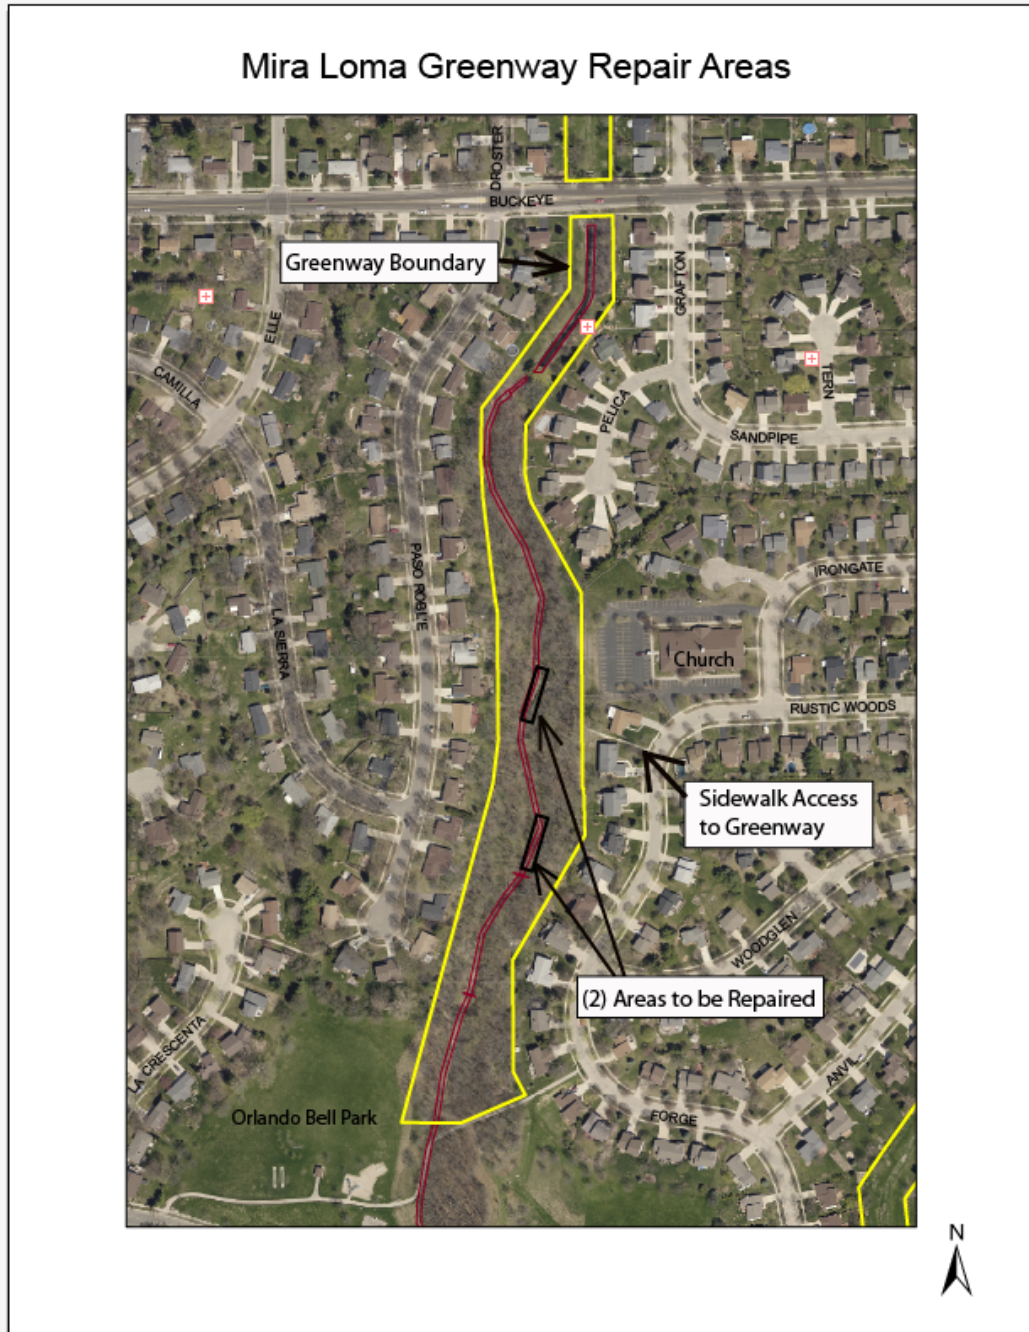 Mira Loma Greenway Repair Areas
DROSTER
BUCKEYE
Greenway Boundary
GRAFTON
ELLE
TERN
CAMILLA
PELICA
SANDPIPE
IRONGATE
PASO ROBLE
LA SIERRA
Church
RUSTIC WOODS
Sidewalk Access
to Greenway
WOODGLEN
(2) Areas to be Repaired
LA CRESCENTA
ANVIL
Orlando Bell Park
FORGE
N